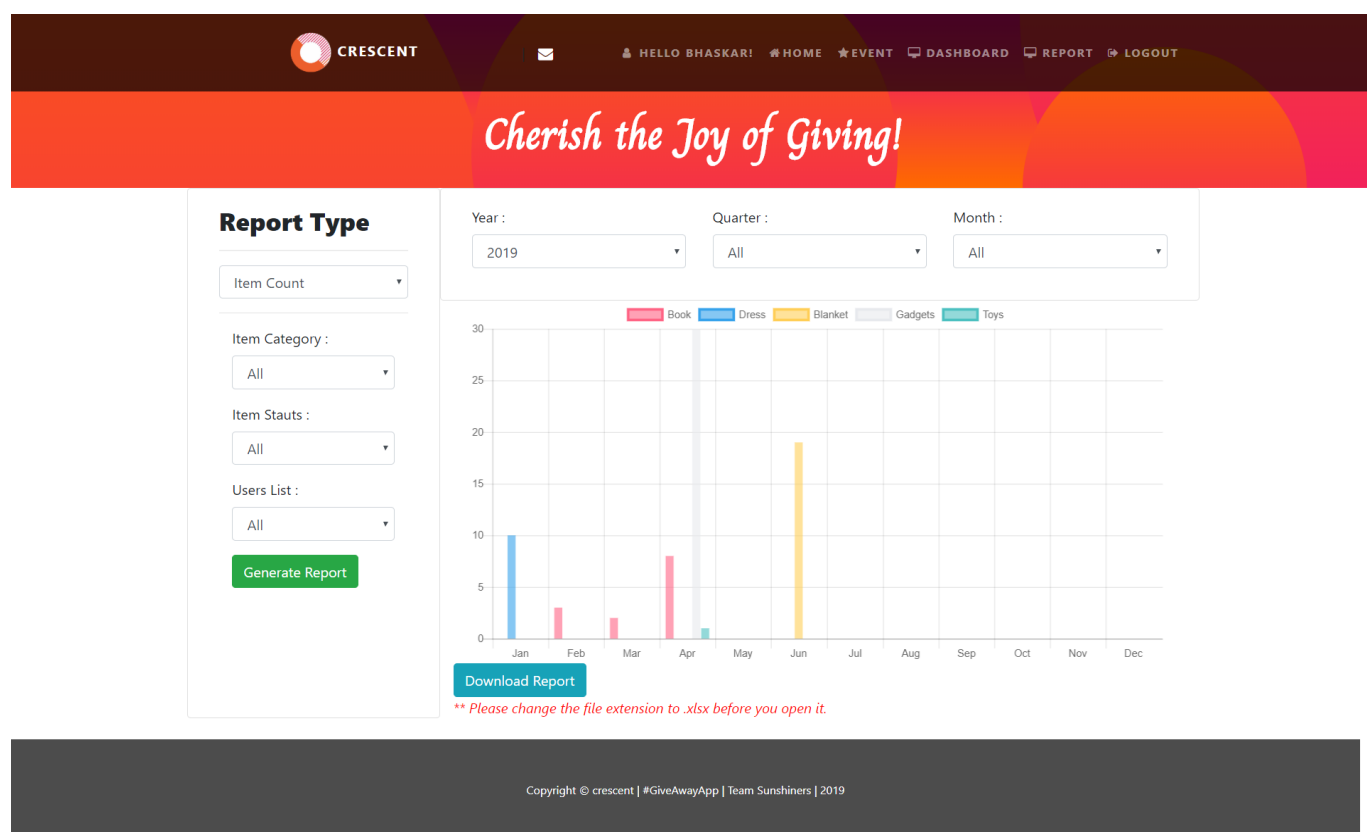 CRESCENT
HELLO BHASKAR! HOME EVENT DASHBOARD REPORT LOGOUT
Cherish the Joy of Giving!
Report Type
Item Count
Item Category :
All
Item Stauts :
All
Users List :
All
Generate Report
Year : Quarter : Month :
2019 All All
Book Dress Blanket Gadgets Toys
30
25
20
15
10
5
0
Jan Feb Mar Apr May Jun Jul Aug Sep Oct Nov Dec
Download Report
** Please change the file extension to .xlsx before you open it.
Copyright © crescent | #GiveAwayApp | Team Sunshiners | 2019